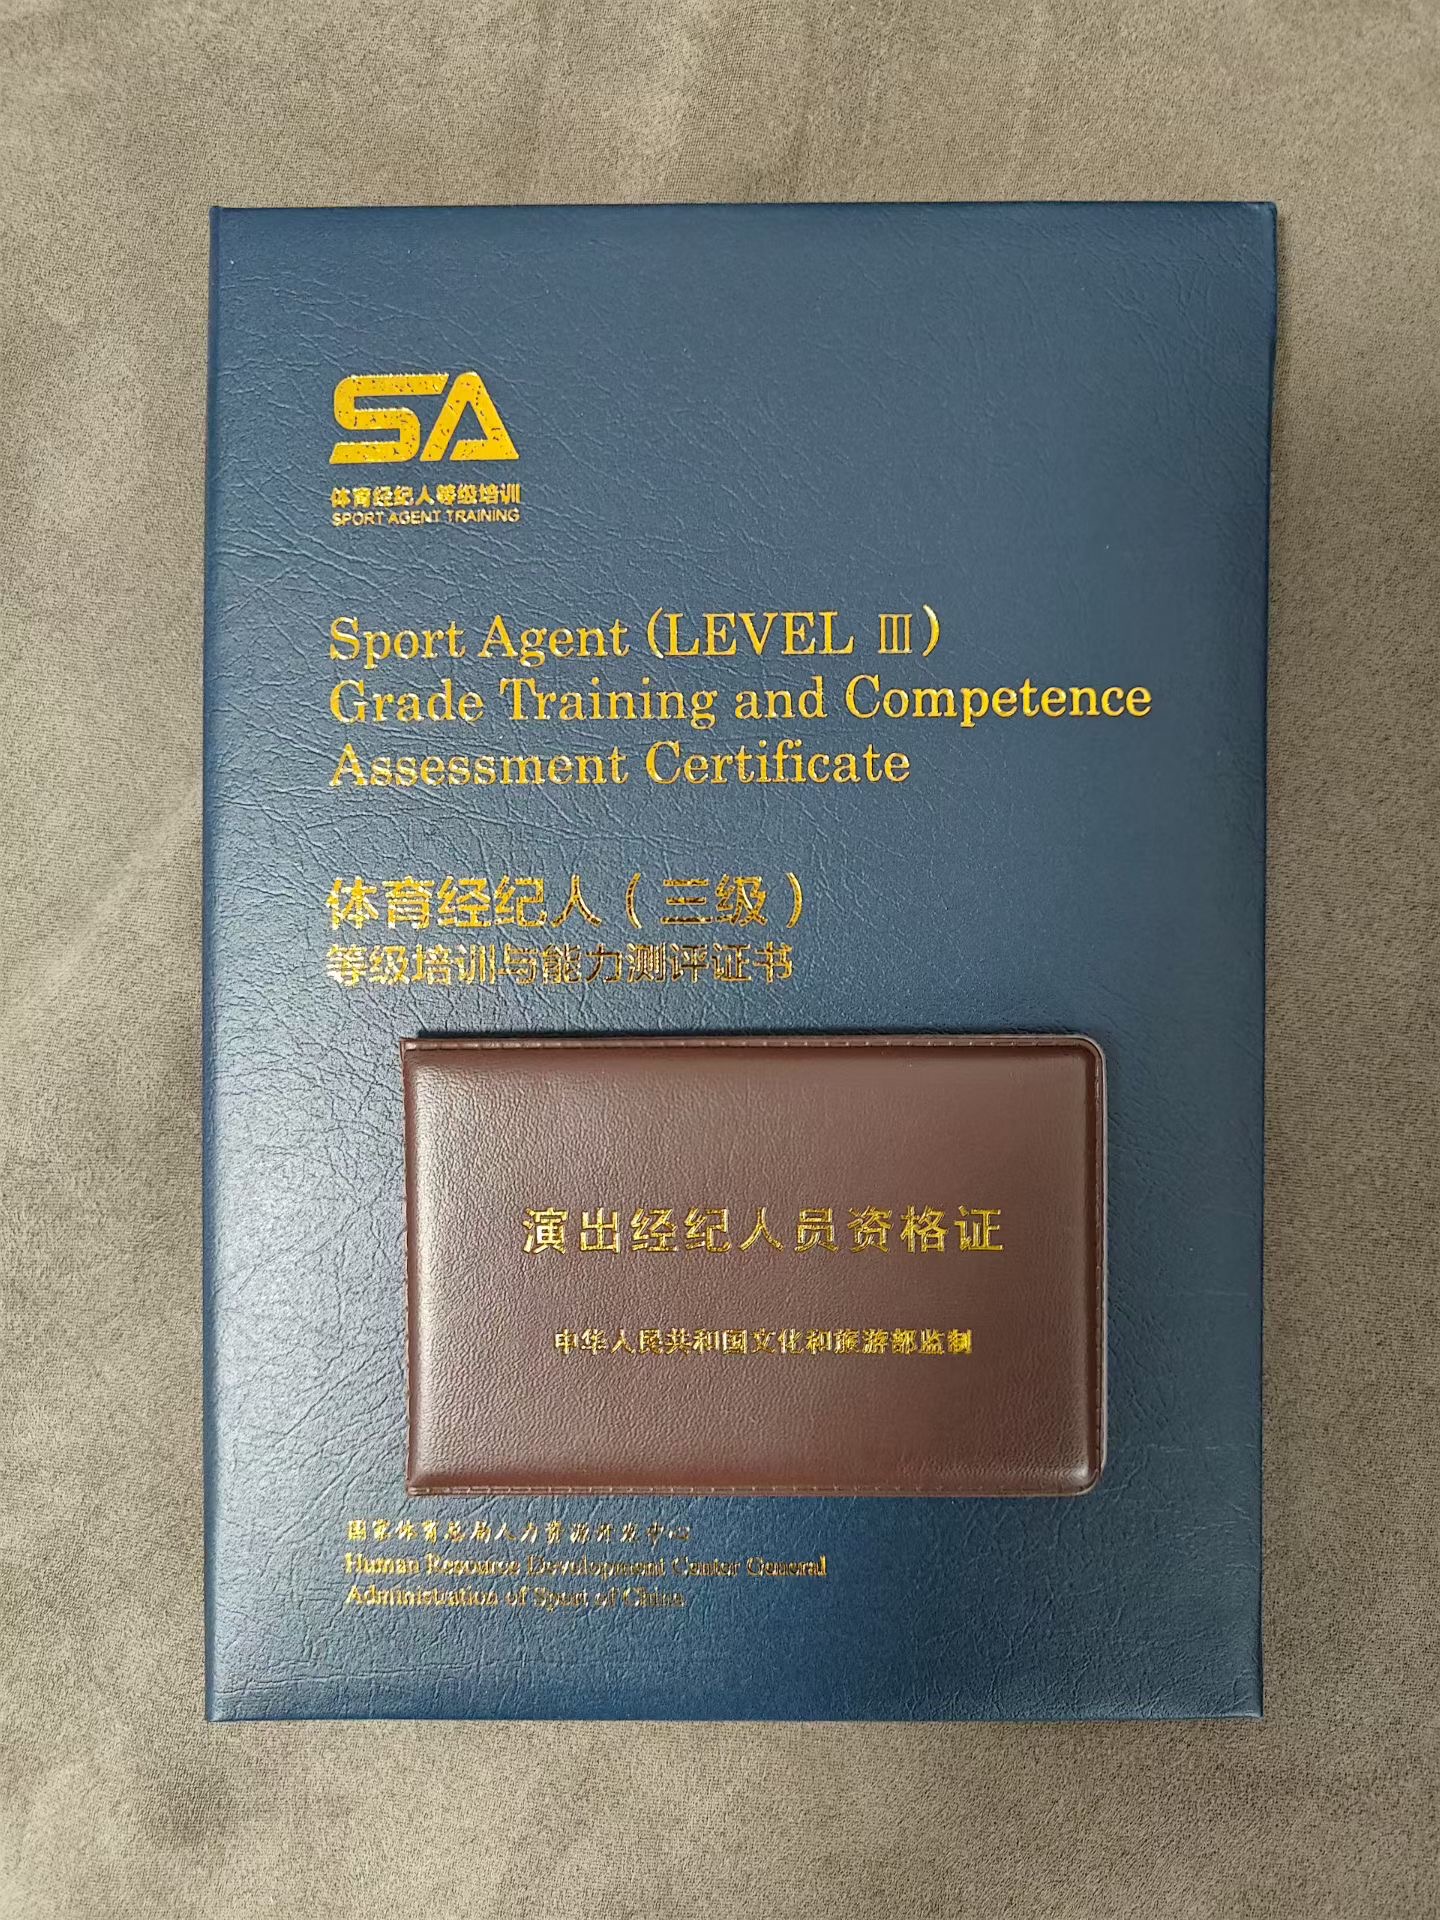 SA
体育经纪人等级培训
SPORT AGENT TRAINING
Sport Agent (LEVEL Ⅲ)
Grade Training and Competence
Assessment Certificate
体育经纪人（三级）
等级培训与能力测评证书
演出经纪人员资格证
中华人民共和国文化和旅游部监制
国家体育总局人力资源开发中心
Human Resource Development Center General
Administration of Sport of China